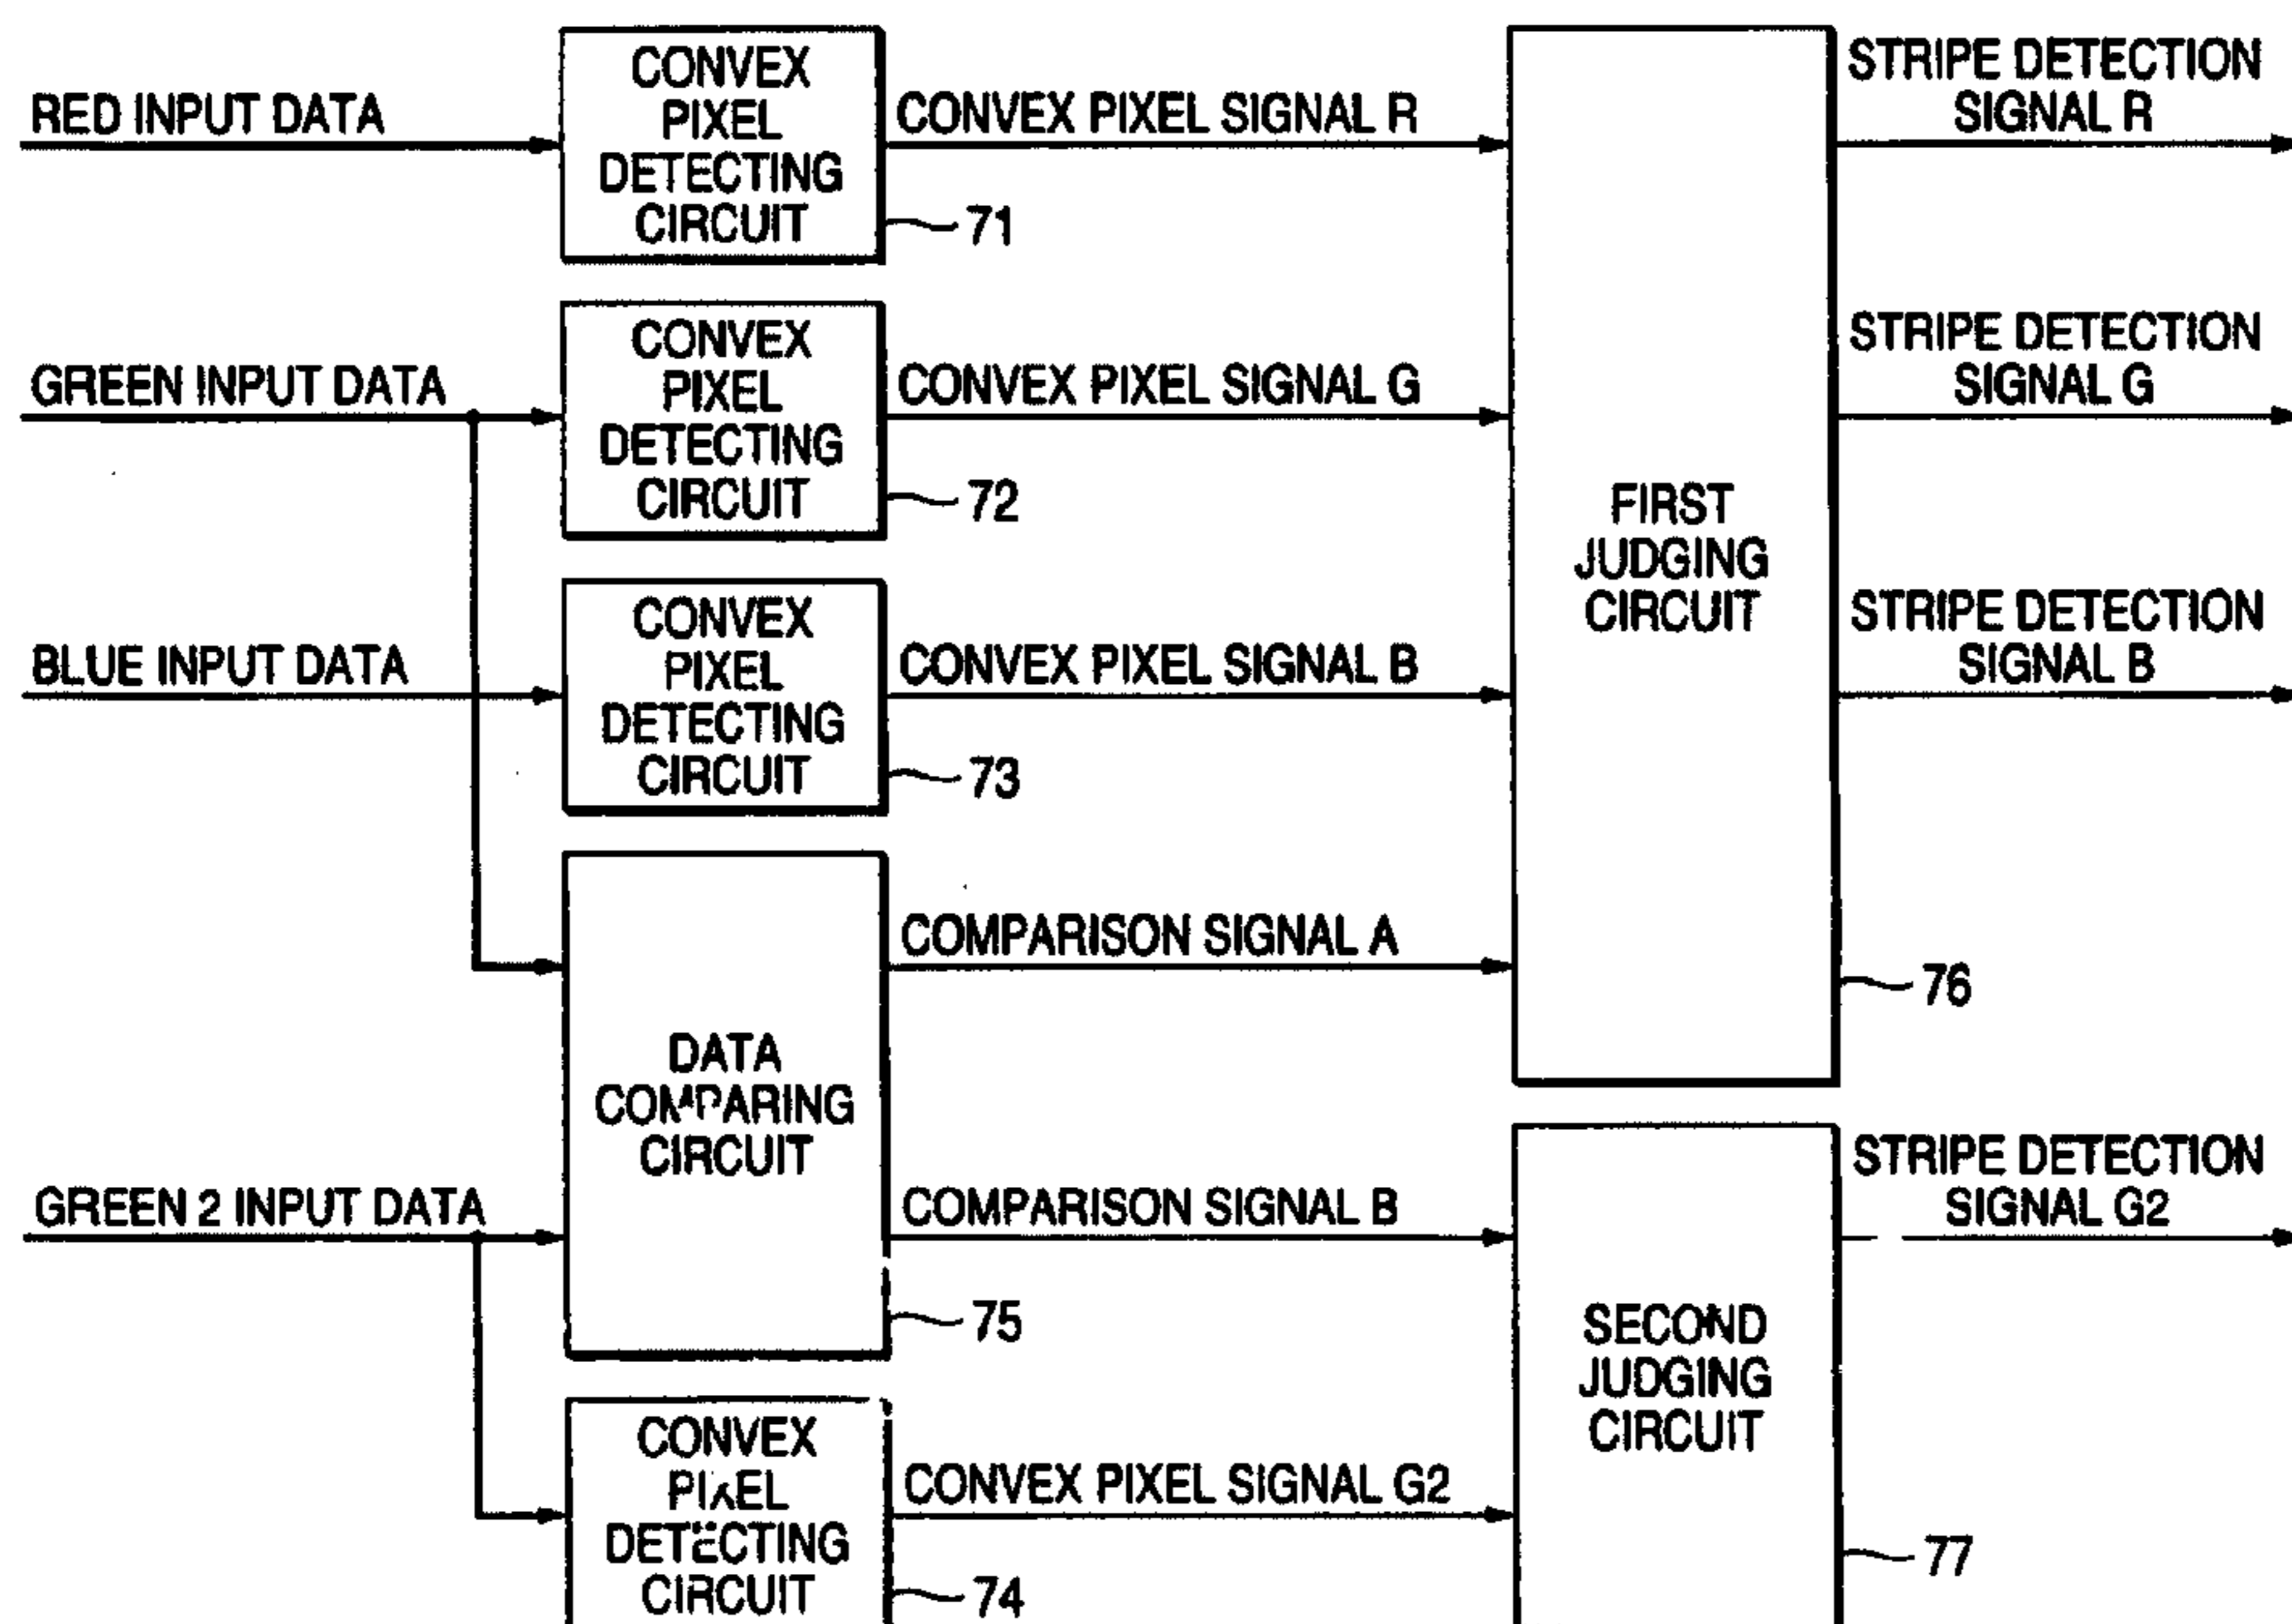 RED INPUT DATA
CONVEX
PIXEL
DETECTING
CIRCUIT
71
CONVEX PIXEL SIGNAL R
STRIPE DETECTION
SIGNAL R
GREEN INPUT DATA
CONVEX
PIXEL
DETECTING
CIRCUIT
72
CONVEX PIXEL SIGNAL G
FIRST
JUDGING
CIRCUIT
76
STRIPE DETECTION
SIGNAL G
BLUE INPUT DATA
CONVEX
PIXEL
DETECTING
CIRCUIT
73
CONVEX PIXEL SIGNAL B
STRIPE DETECTION
SIGNAL B
DATA
COMPARING
CIRCUIT
75
COMPARISON SIGNAL A
GREEN 2 INPUT DATA
COMPARISON SIGNAL B
STRIPE DETECTION
SIGNAL G2
SECOND
JUDGING
CIRCUIT
77
CONVEX
PIXEL
DETECTING
CIRCUIT
74
CONVEX PIXEL SIGNAL G2